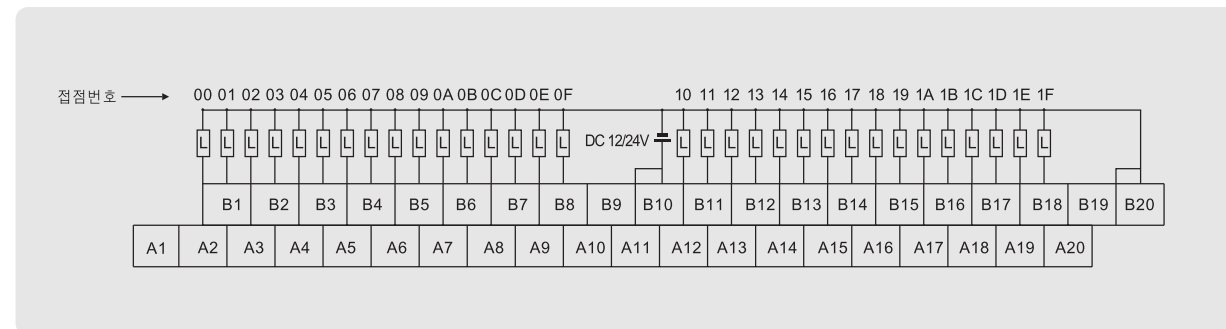 접점번호 00 01 02 03 04 05 06 07 08 09 0A 0B 0C 0D 0E 0F 10 11 12 13 14 15 16 17 18 19 1A 1B 1C 1D 1E 1F
L L L L L L L L L L L L L L L L DC 12/24V L L L L L L L L L L L L L L L L
B1 B2 B3 B4 B5 B6 B7 B8 B9 B10 B11 B12 B13 B14 B15 B16 B17 B18 B19 B20
A1 A2 A3 A4 A5 A6 A7 A8 A9 A10 A11 A12 A13 A14 A15 A16 A17 A18 A19 A20